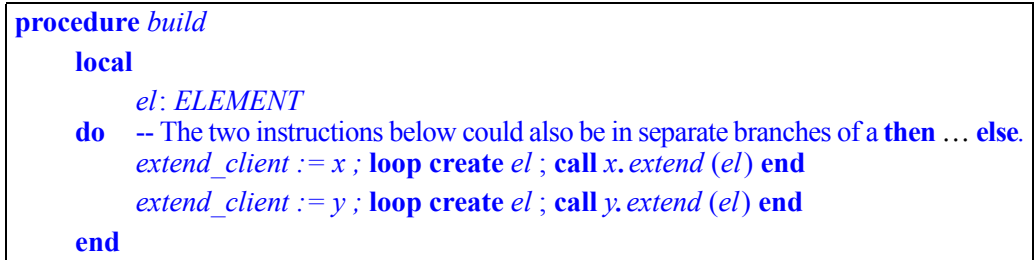 procedure build
local
el: ELEMENT
do -- The two instructions below could also be in separate branches of a then … else.
extend_client := x ; loop create el ; call x. extend (el) end
extend_client := y ; loop create el ; call y. extend (el) end
end